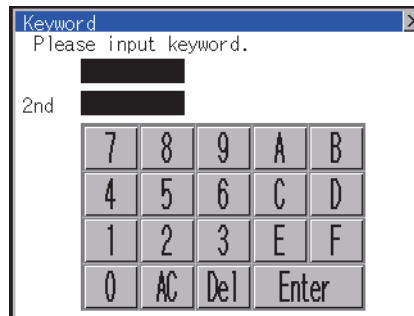 Keyword
Please input keyword.
2nd
7 8 9 A B
4 5 6 C D
1 2 3 E F
0 AC Del Enter